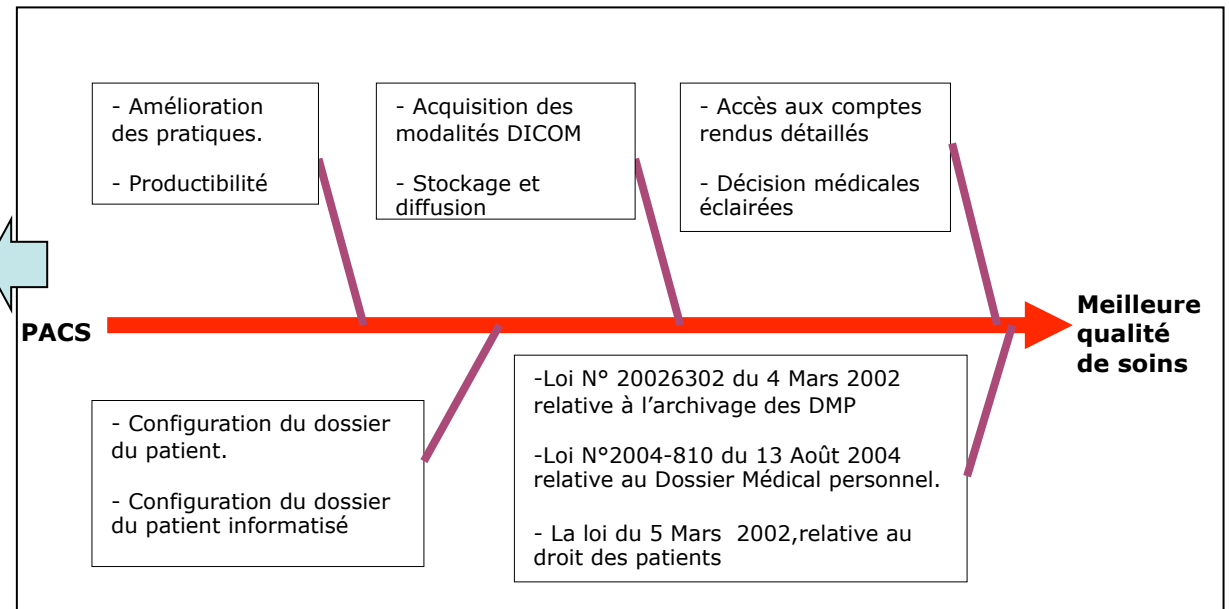 - Amélioration
des pratiques.
- Productibilité
- Acquisition des
modalités DICOM
- Stockage et
diffusion
- Accès aux comptes
rendus détaillés
- Décision médicales
éclairées
PACS
Meilleure
qualité
de soins
- Configuration du dossier
du patient.
- Configuration du dossier
du patient informatisé
-Loi N° 20026302 du 4 Mars 2002
relative à l’archivage des DMP
-Loi N°2004-810 du 13 Août 2004
relative au Dossier Médical personnel.
- La loi du 5 Mars 2002,relative au
droit des patients